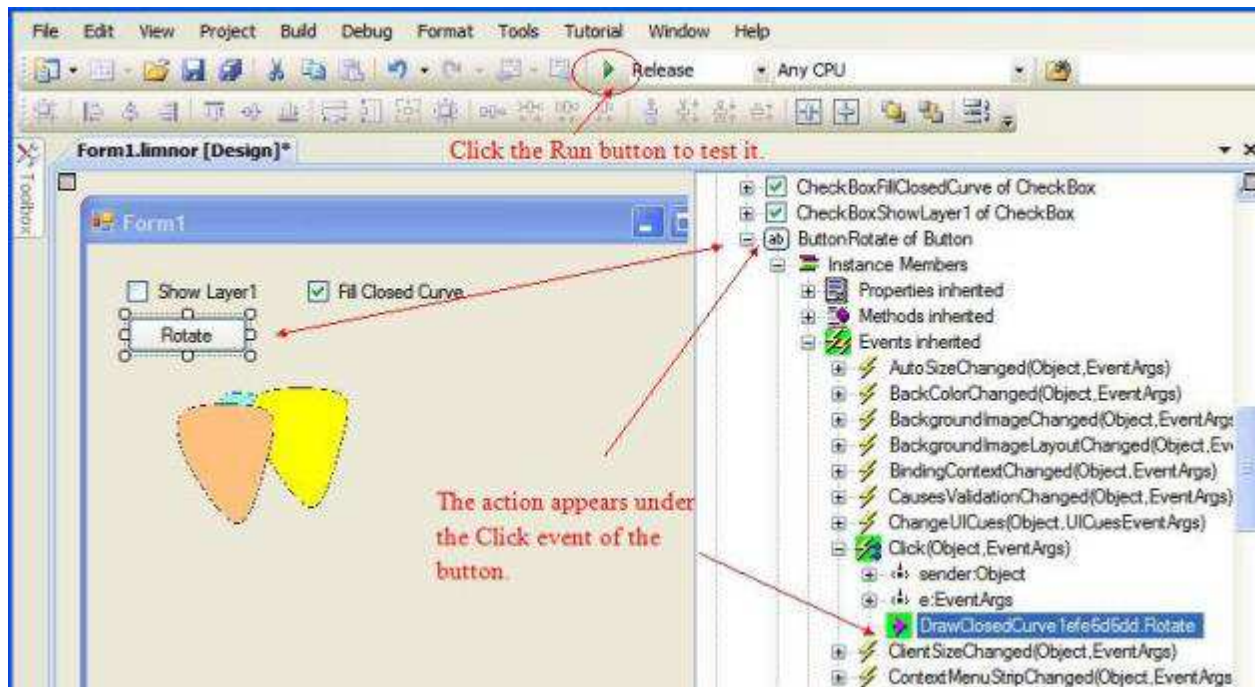 File Edit View Project Build Debug Format Tools Tutorial Window Help
Release Any CPU
Form1.limnor [Design]*
Click the Run button to test it.
Toolbox
Form1
Show Layer1 Fill Closed Curve
Rotate
The action appears under
the Click event of the
button.
CheckBoxFillClosedCurve of CheckBox
CheckBoxShowLayer1 of CheckBox
ab ButtonRotate of Button
Instance Members
Properties inherited
Methods inherited
Events inherited
AutoSizeChanged(Object,EventArgs)
BackColorChanged(Object,EventArgs)
BackgroundImageChanged(Object,EventArgs
BackgroundImageLayoutChanged(Object,Ev
BindingContextChanged(Object,EventArgs)
CausesValidationChanged(Object,EventArgs)
ChangeUICues(Object,UICuesEventArgs)
Click(Object,EventArgs)
sender:Object
e:EventArgs
DrawClosedCurve1efe6d6dd.Rotate
ClientSizeChanged(Object,EventArgs)
ContextMenuStripChanged(Object,EventArgs